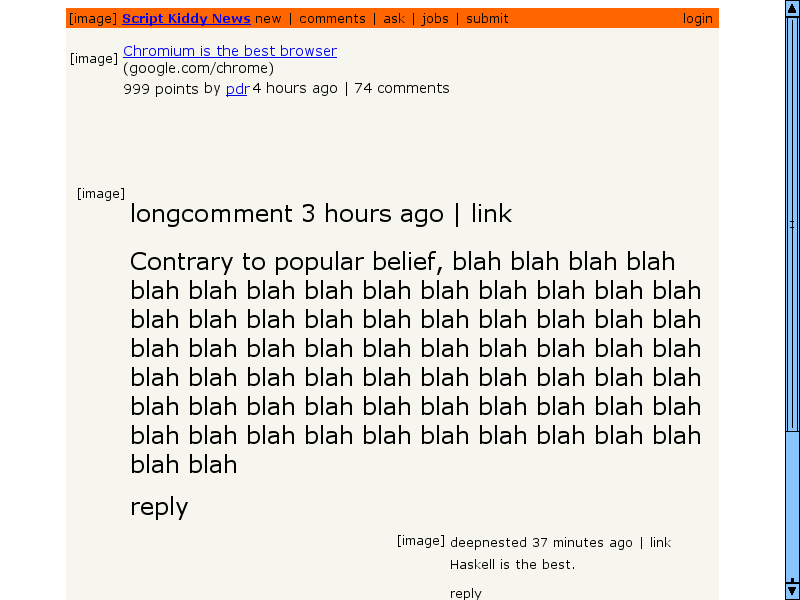 [image] Script Kiddy News new | comments | ask | jobs | submit login
[image] Chromium is the best browser
(google.com/chrome)
999 points by pdr 4 hours ago | 74 comments
[image]
longcomment 3 hours ago | link
Contrary to popular belief, blah blah blah blah
blah blah blah blah blah blah blah blah blah blah
blah blah blah blah blah blah blah blah blah blah
blah blah blah blah blah blah blah blah blah blah
blah blah blah blah blah blah blah blah blah blah
blah blah blah blah blah blah blah blah blah blah
blah blah blah blah blah blah blah blah blah blah
blah blah
reply
[image] deepnested 37 minutes ago | link
Haskell is the best.
reply